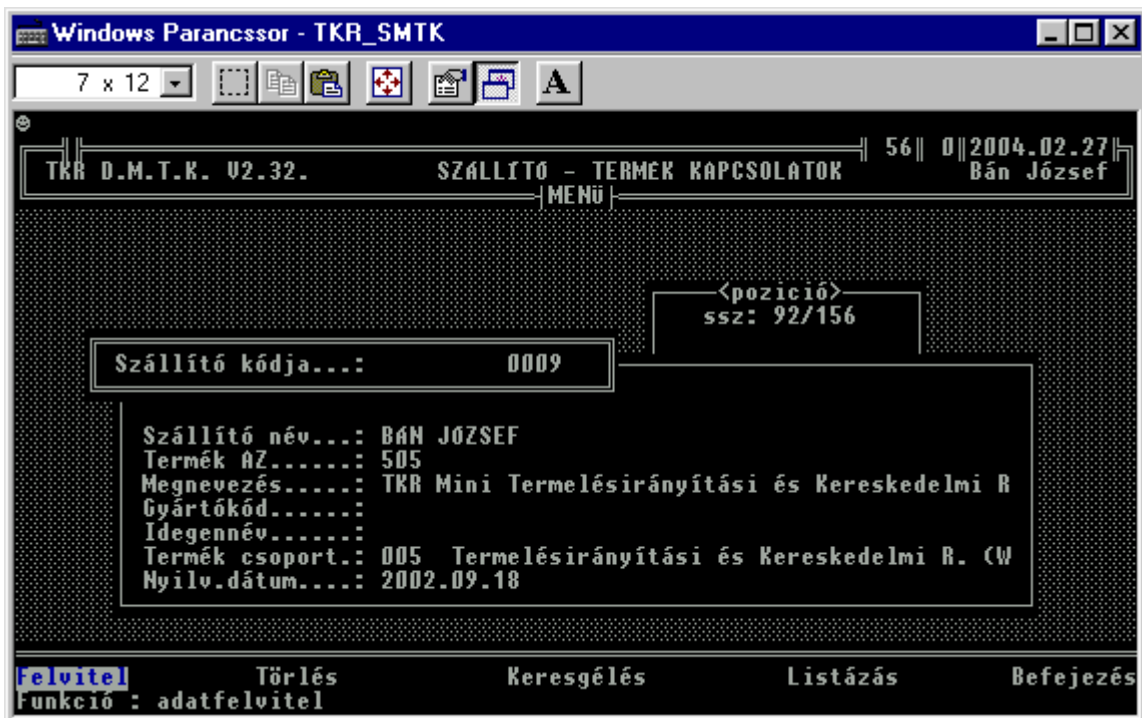 Windows Parancssor - TKR_SMTK
7 x 12
A
56 0 2004.02.27
TKR D.M.T.K. V2.32. SZÁLLÍTÓ - TERMÉK KAPCSOLATOK Bán József
MENÜ
<pozició>
ssz: 92/156
Szállító kódja...: 0009
Szállító név...: BÁN JÓZSEF
Termék AZ......: 505
Megnevezés.....: TKR Mini Termelésirányítási és Kereskedelmi R
Gyártókód......:
Idegennév......:
Termék csoport.: 005 Termelésirányítási és Kereskedelmi R. (W
Nyilv.dátum....: 2002.09.18
Felvitel Törlés Keresgélés Listázás Befejezés
Funkció : adatfelvitel